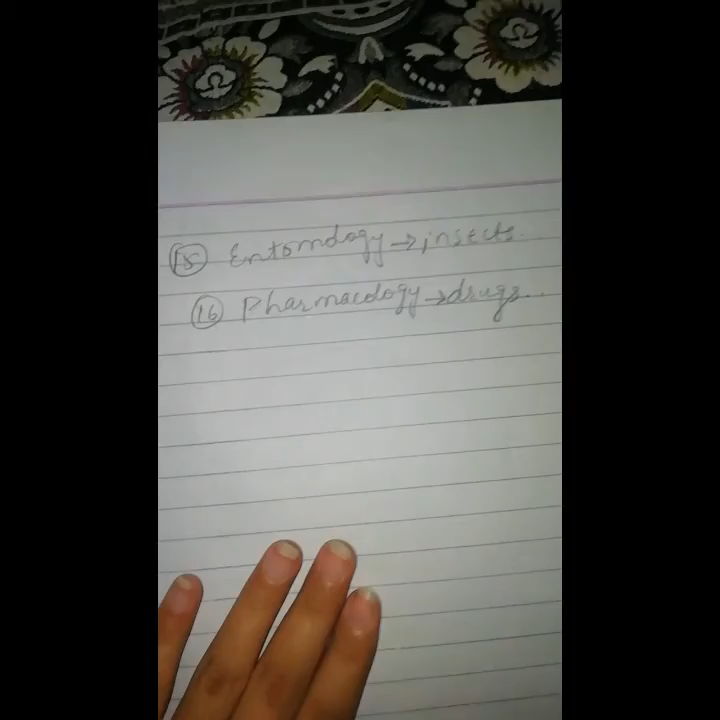 15 Entomology → insects.
16 Pharmacology → drugs..